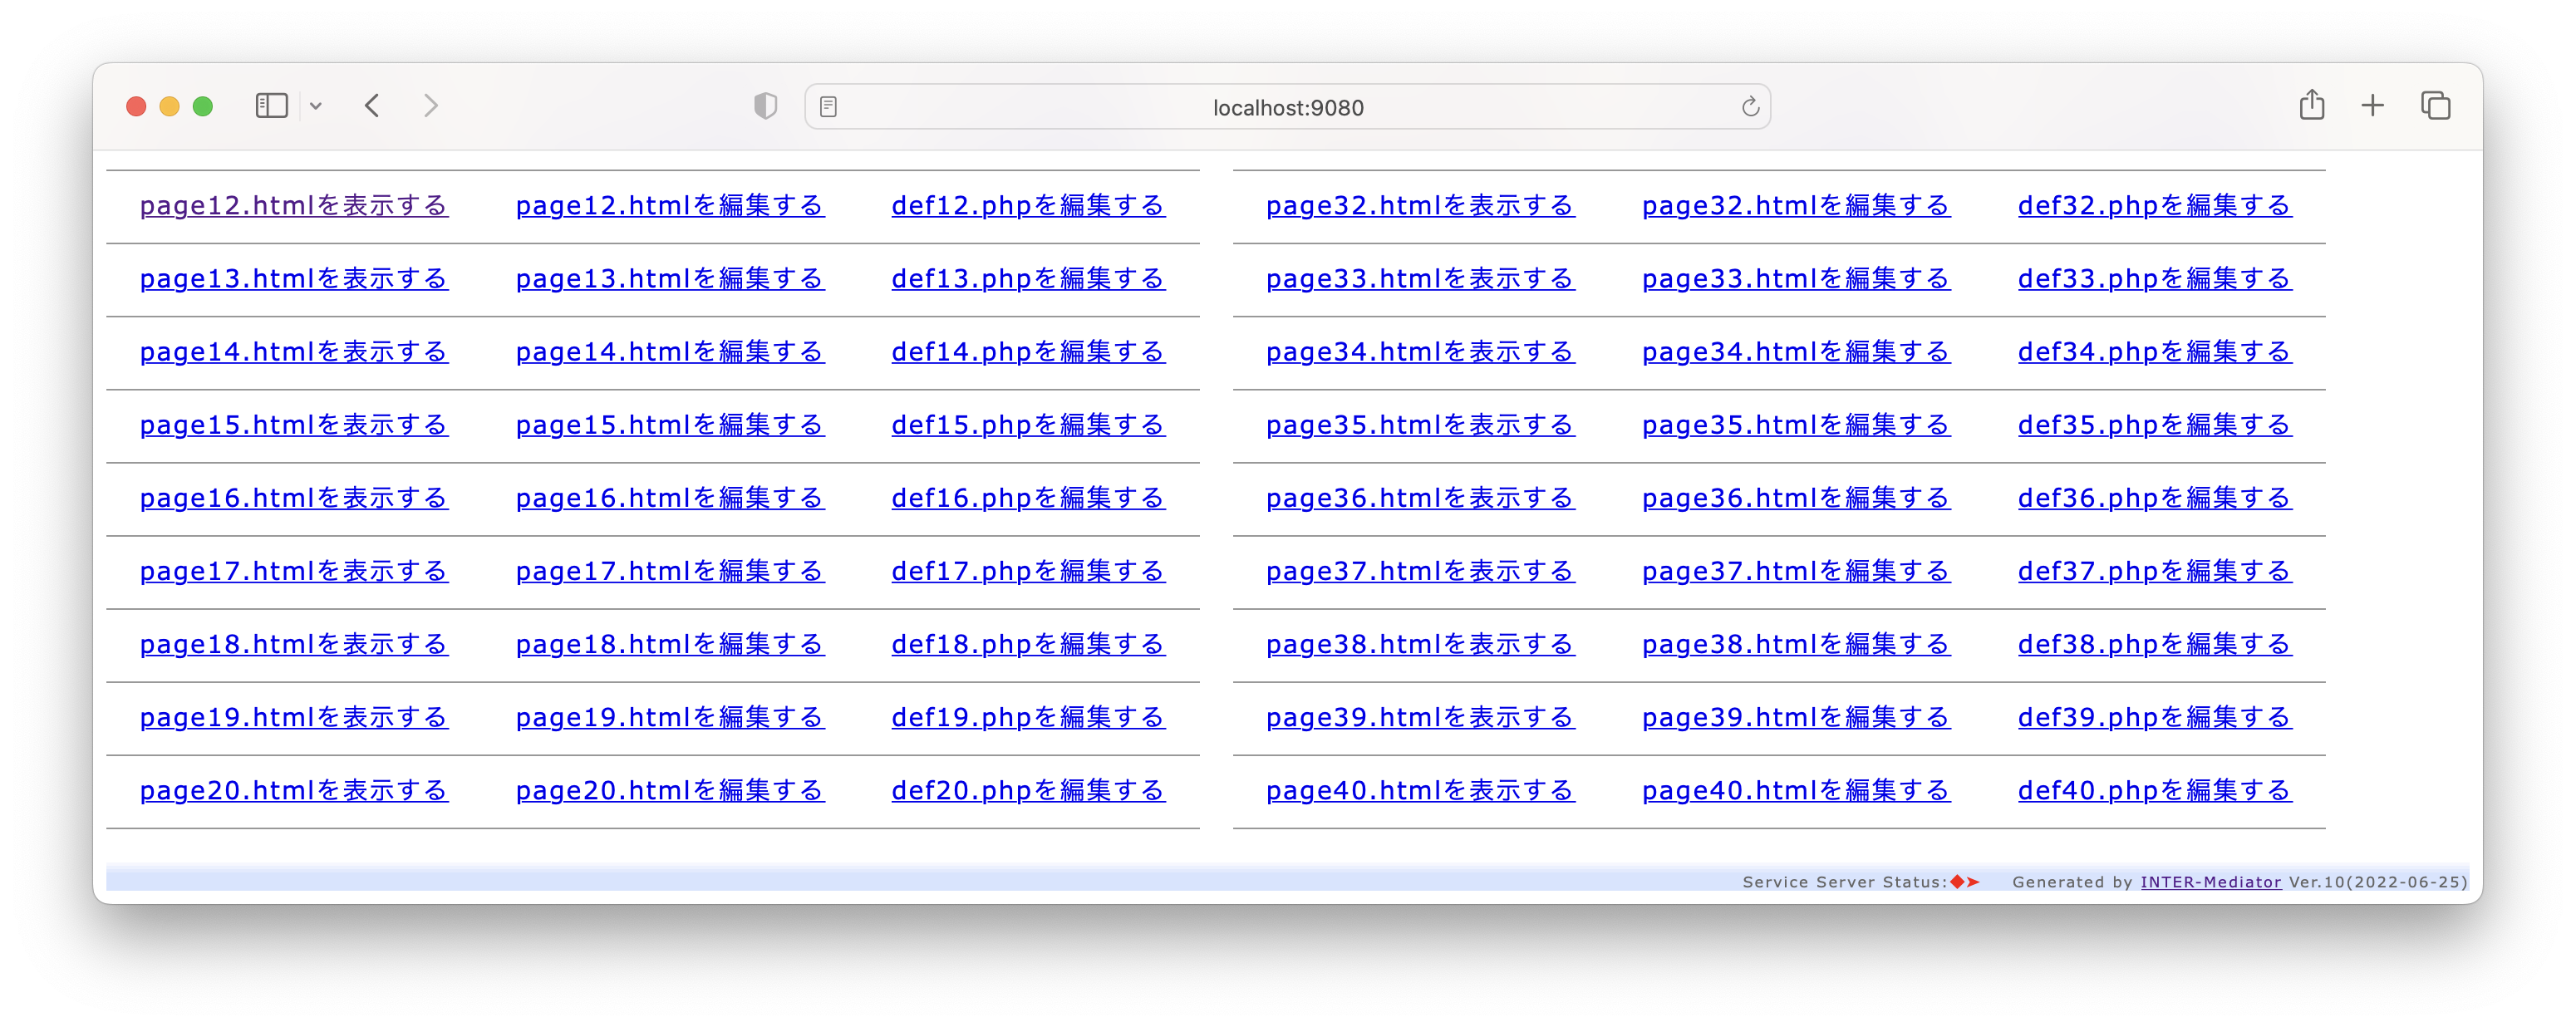 localhost:9080
page12.htmlを表示する page12.htmlを編集する def12.phpを編集する page32.htmlを表示する page32.htmlを編集する def32.phpを編集する
page13.htmlを表示する page13.htmlを編集する def13.phpを編集する page33.htmlを表示する page33.htmlを編集する def33.phpを編集する
page14.htmlを表示する page14.htmlを編集する def14.phpを編集する page34.htmlを表示する page34.htmlを編集する def34.phpを編集する
page15.htmlを表示する page15.htmlを編集する def15.phpを編集する page35.htmlを表示する page35.htmlを編集する def35.phpを編集する
page16.htmlを表示する page16.htmlを編集する def16.phpを編集する page36.htmlを表示する page36.htmlを編集する def36.phpを編集する
page17.htmlを表示する page17.htmlを編集する def17.phpを編集する page37.htmlを表示する page37.htmlを編集する def37.phpを編集する
page18.htmlを表示する page18.htmlを編集する def18.phpを編集する page38.htmlを表示する page38.htmlを編集する def38.phpを編集する
page19.htmlを表示する page19.htmlを編集する def19.phpを編集する page39.htmlを表示する page39.htmlを編集する def39.phpを編集する
page20.htmlを表示する page20.htmlを編集する def20.phpを編集する page40.htmlを表示する page40.htmlを編集する def40.phpを編集する
Service Server Status:◆➤ Generated by INTER-Mediator Ver.10(2022-06-25)